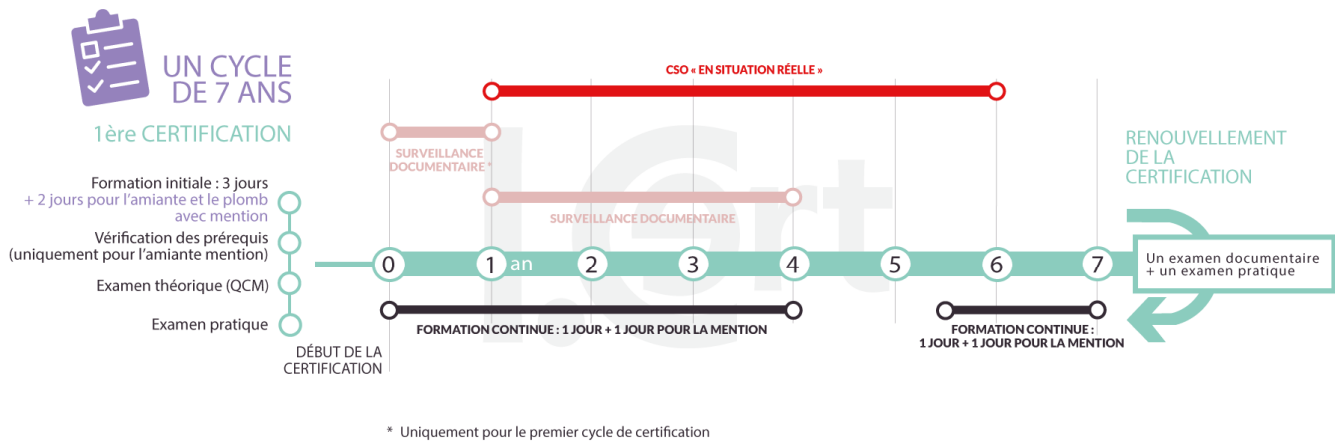 UN CYCLE
DE 7 ANS
1ère CERTIFICATION
Formation initiale : 3 jours
+ 2 jours pour l’amiante et le plomb
avec mention
Vérification des prérequis
(uniquement pour l’amiante mention)
Examen théorique (QCM)
Examen pratique
DÉBUT DE LA
CERTIFICATION
CSO « EN SITUATION RÉELLE »
SURVEILLANCE
DOCUMENTAIRE *
SURVEILLANCE DOCUMENTAIRE
I.Cert
0 1 an 2 3 4 5 6 7
FORMATION CONTINUE : 1 JOUR + 1 JOUR POUR LA MENTION
FORMATION CONTINUE :
1 JOUR + 1 JOUR POUR LA MENTION
RENOUVELLEMENT
DE LA
CERTIFICATION
Un examen documentaire
+ un examen pratique
* Uniquement pour le premier cycle de certification